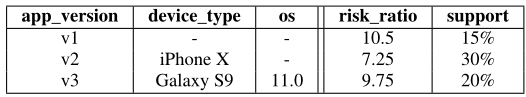 app_version device_type os risk_ratio support
v1 - - 10.5 15%
v2 iPhone X - 7.25 30%
v3 Galaxy S9 11.0 9.75 20%